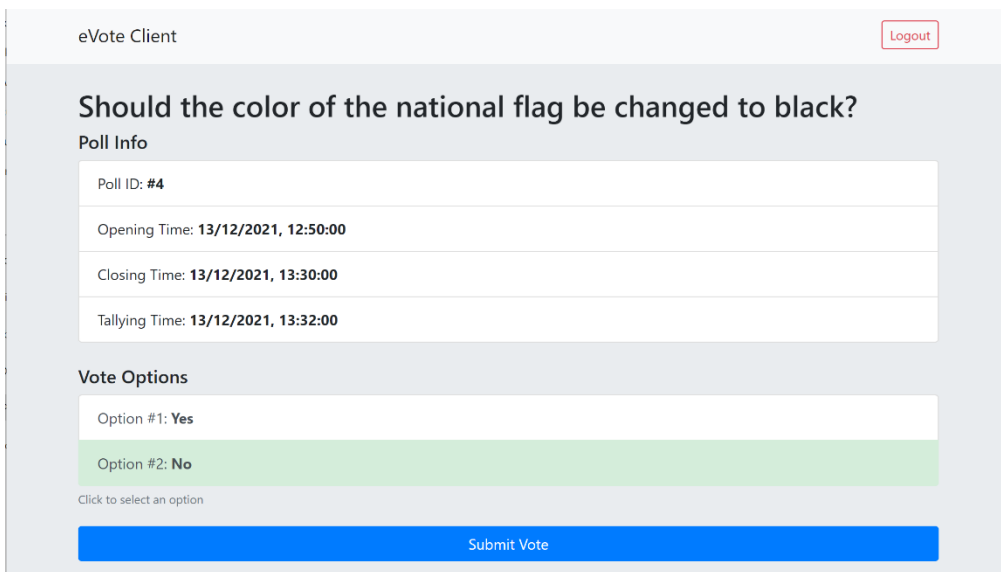 eVote Client
Logout
Should the color of the national flag be changed to black?
Poll Info
Poll ID: #4
Opening Time: 13/12/2021, 12:50:00
Closing Time: 13/12/2021, 13:30:00
Tallying Time: 13/12/2021, 13:32:00
Vote Options
Option #1: Yes
Option #2: No
Click to select an option
Submit Vote